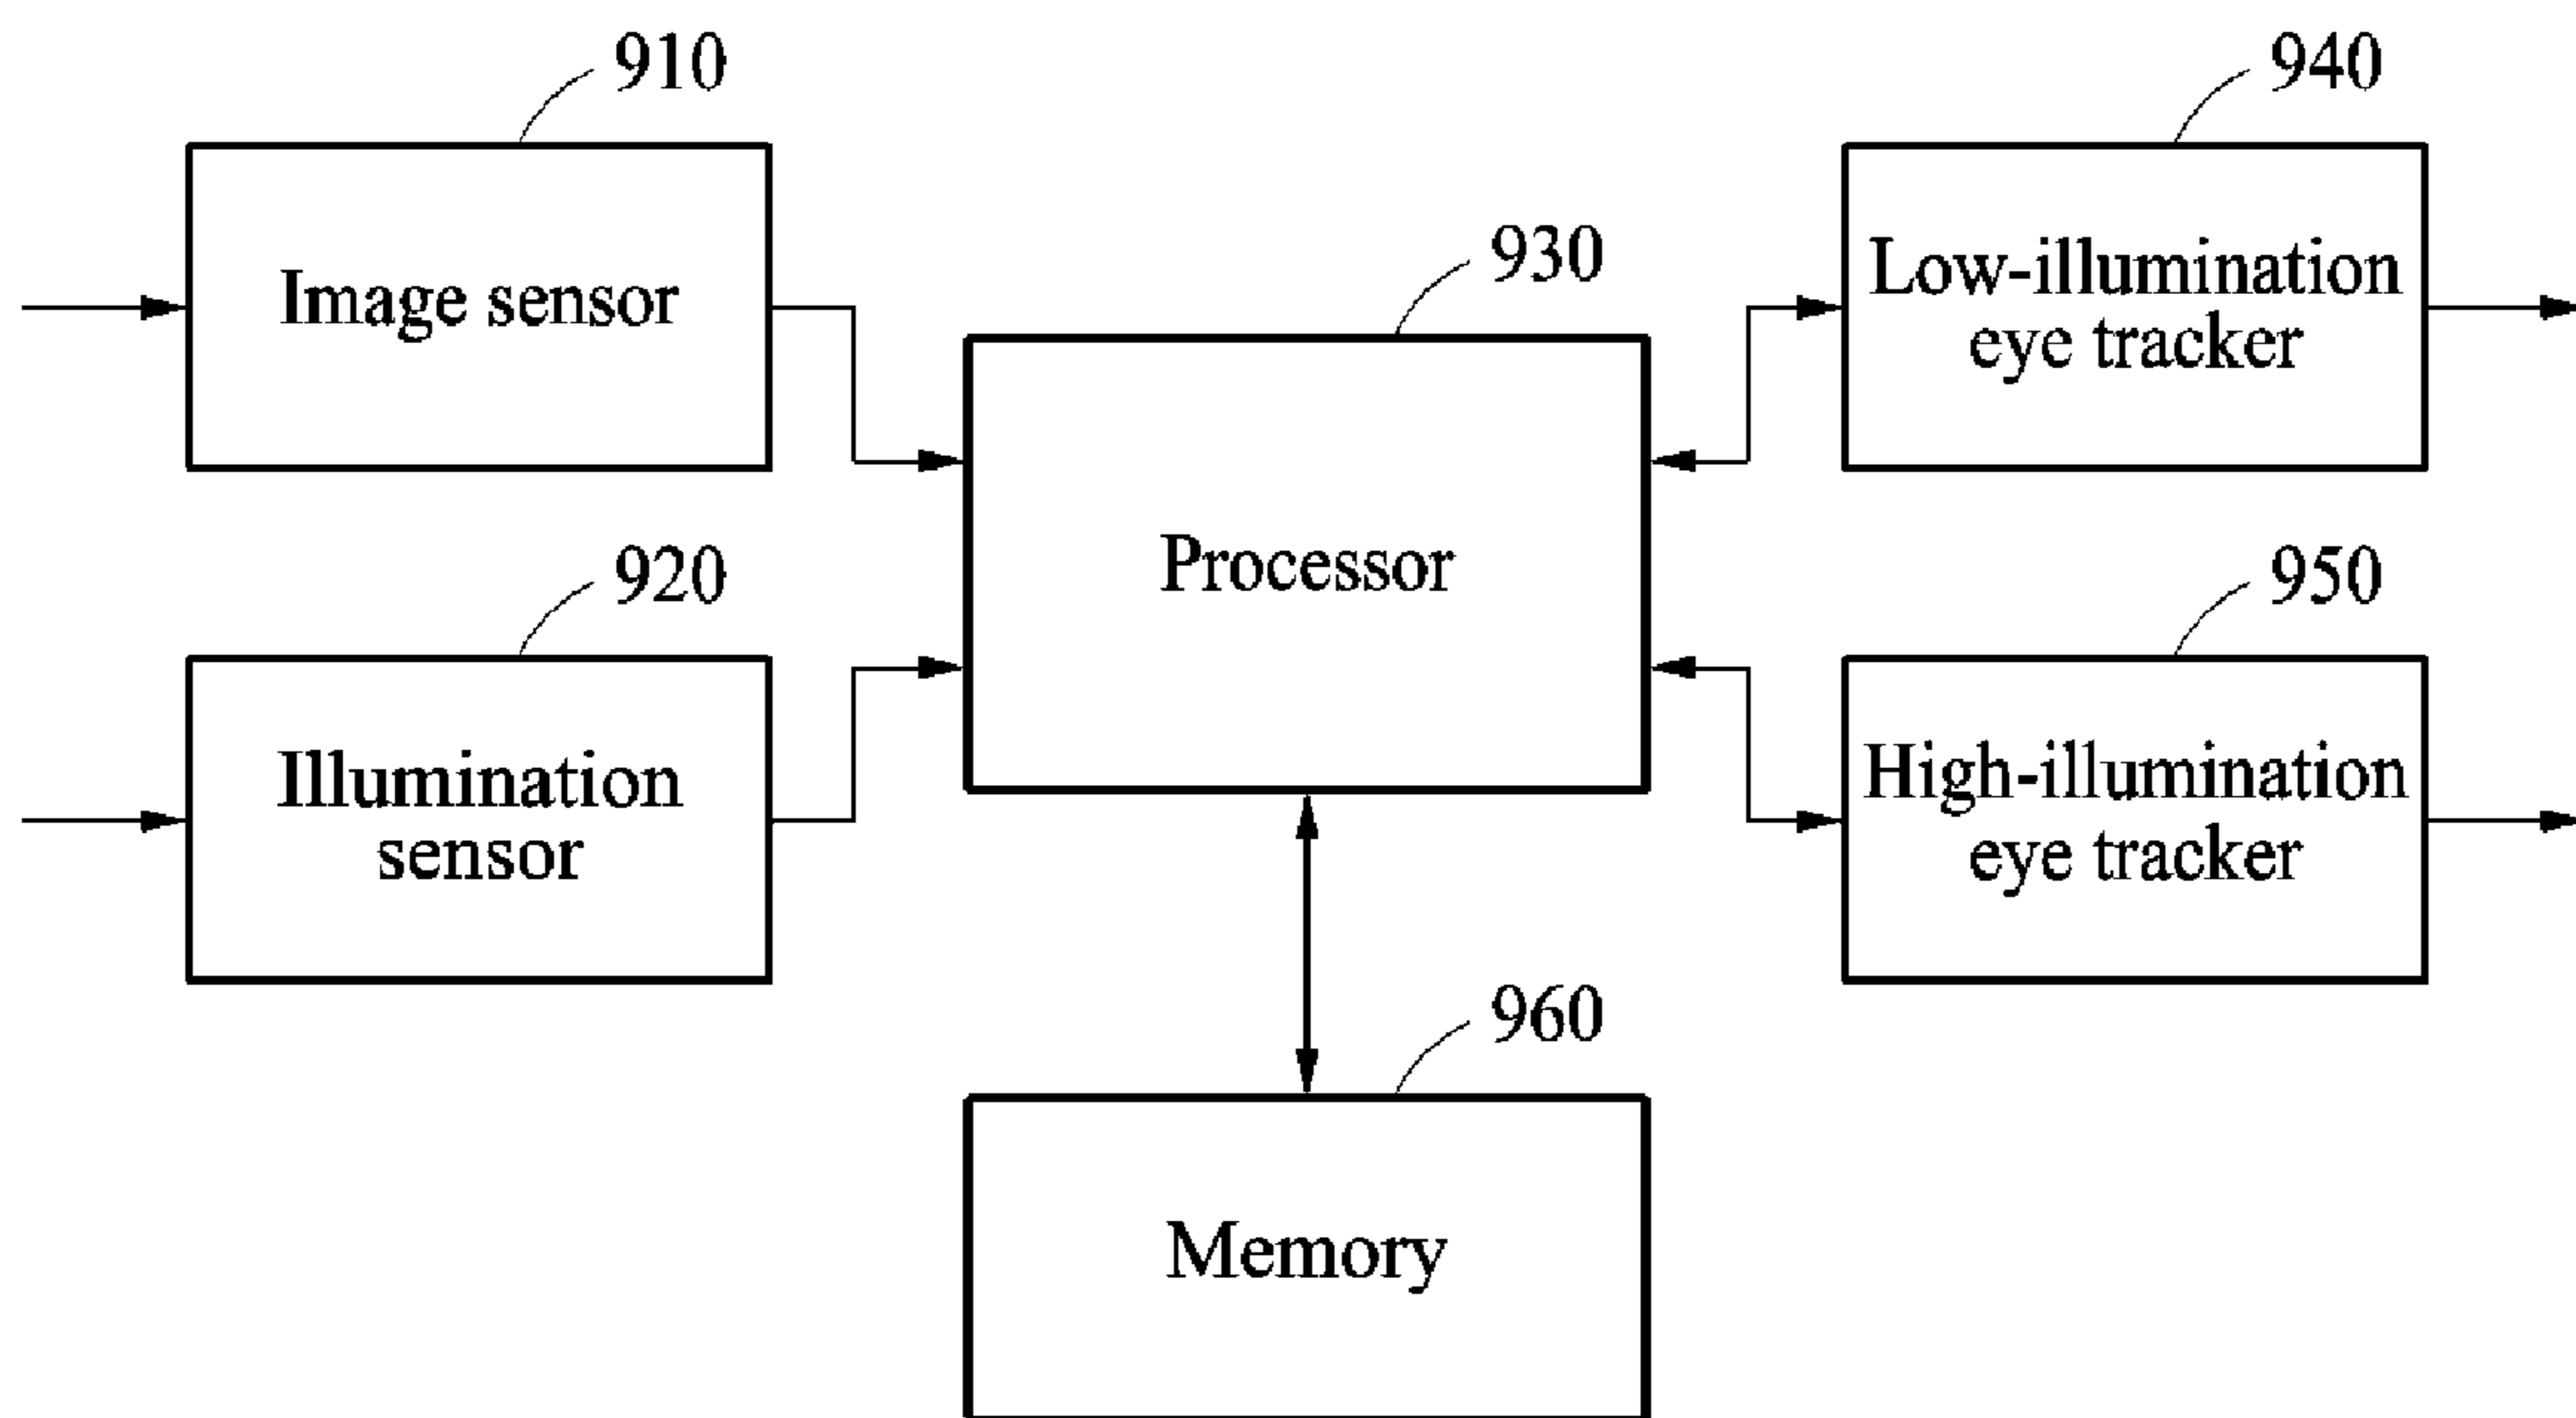 910
Image sensor
920
Illumination
sensor
930
Processor
940
Low-illumination
eye tracker
950
High-illumination
eye tracker
960
Memory